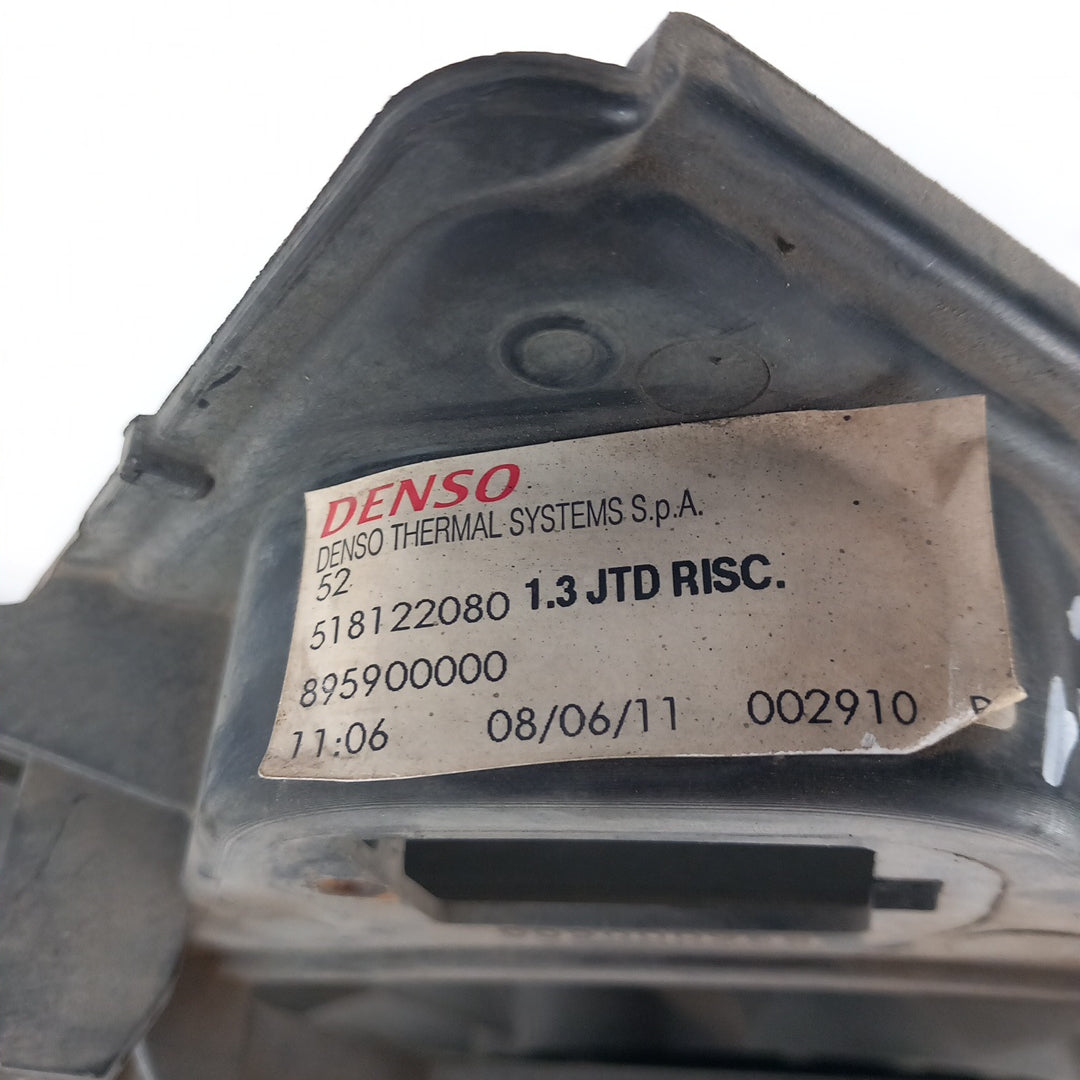 DENSO
DENSO THERMAL SYSTEMS S.p.A.
52
518122080 1.3 JTD RISC.
895900000
11:06 08/06/11 002910